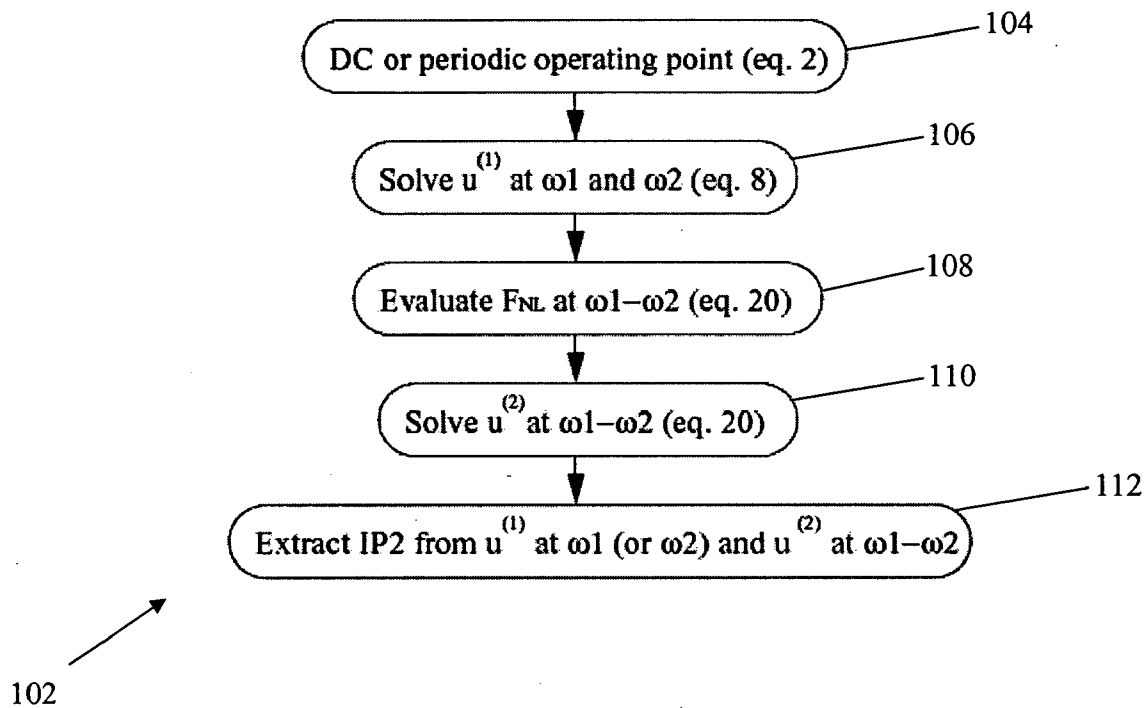 104
DC or periodic operating point (eq. 2)
106
Solve u⁽¹⁾ at ω1 and ω2 (eq. 8)
108
Evaluate FNL at ω1−ω2 (eq. 20)
110
Solve u⁽²⁾ at ω1−ω2 (eq. 20)
112
Extract IP2 from u⁽¹⁾ at ω1 (or ω2) and u⁽²⁾ at ω1−ω2
102